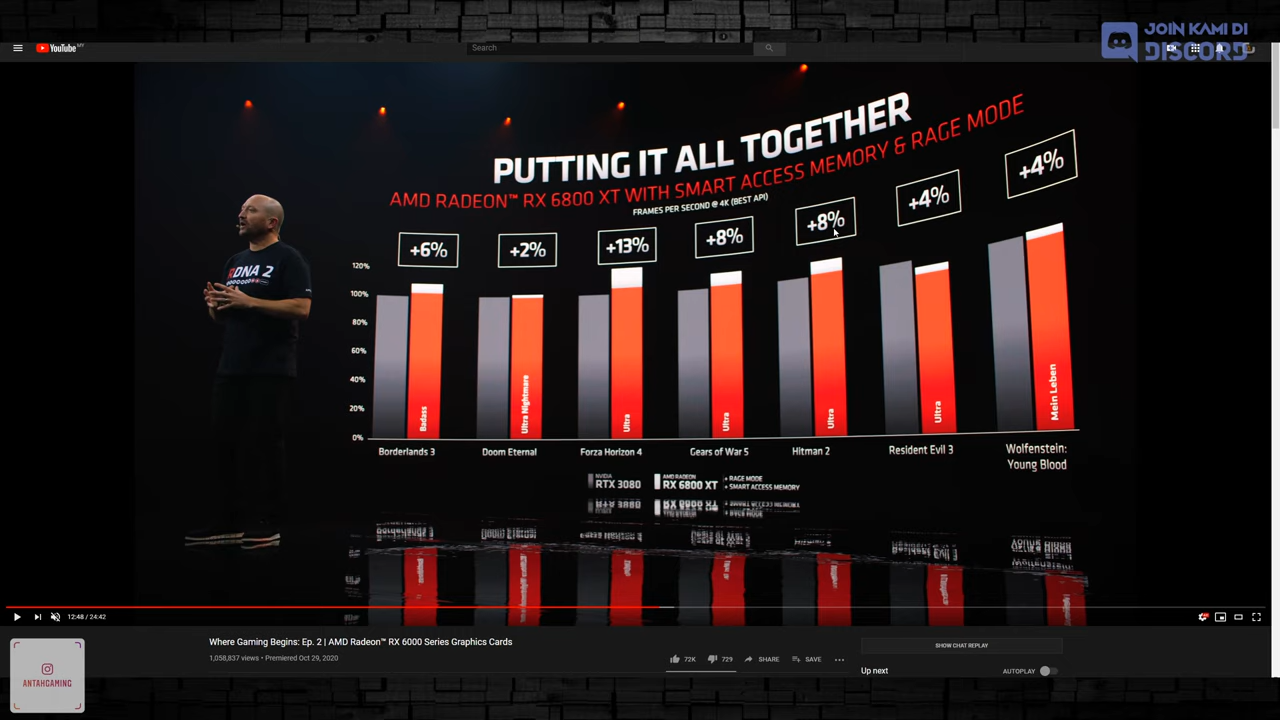 JOIN KAMI DI
DISCORD
YouTube MY
Search
PUTTING IT ALL TOGETHER
AMD RADEON™ RX 6800 XT WITH SMART ACCESS MEMORY & RAGE MODE
FRAMES PER SECOND @ 4K (BEST API)
+6%
+2%
+13%
+8%
+8%
+4%
+4%
120%
100%
80%
60%
40%
20%
0%
RDNA 2
Badass
Ultra Nightmare
Ultra
Ultra
Ultra
Ultra
Mein Leben
Borderlands 3
Doom Eternal
Forza Horizon 4
Gears of War 5
Hitman 2
Resident Evil 3
Wolfenstein:
Young Blood
NVIDIA
RTX 3080
AMD RADEON
RX 6800 XT
+ RAGE MODE
+ SMART ACCESS MEMORY
12:48 / 24:42
Where Gaming Begins: Ep. 2 | AMD Radeon™ RX 6000 Series Graphics Cards
1,058,837 views • Premiered Oct 29, 2020
72K
729
SHARE
SAVE
SHOW CHAT REPLAY
Up next
AUTOPLAY
ANTAHGAMING